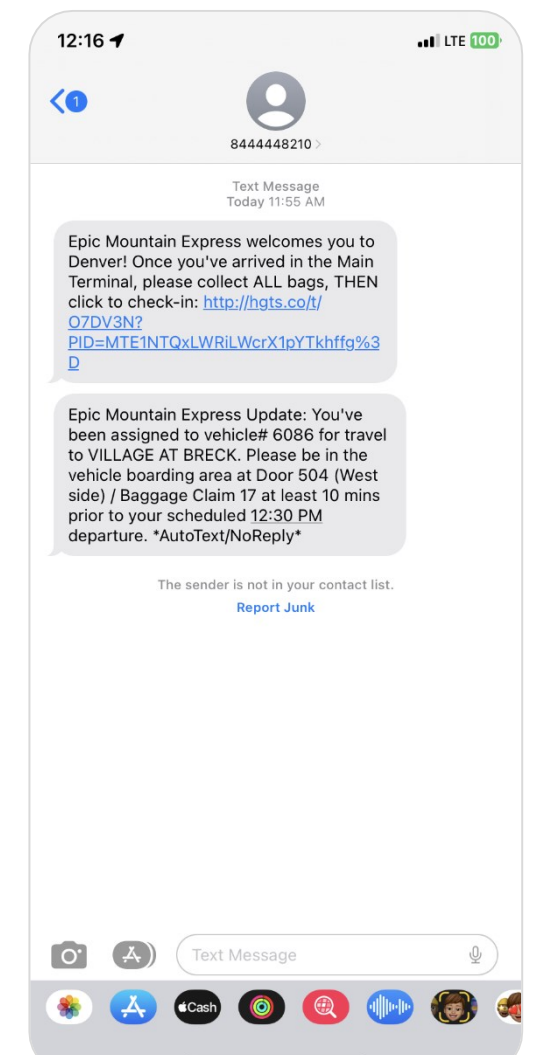 12:16
LTE 100
1
8444448210 >
Text Message
Today 11:55 AM
Epic Mountain Express welcomes you to
Denver! Once you've arrived in the Main
Terminal, please collect ALL bags, THEN
click to check-in: http://hgts.co/t/
O7DV3N?
PID=MTE1NTQxLWRiLWcrX1pYTkhffg%3
D
Epic Mountain Express Update: You've
been assigned to vehicle# 6086 for travel
to VILLAGE AT BRECK. Please be in the
vehicle boarding area at Door 504 (West
side) / Baggage Claim 17 at least 10 mins
prior to your scheduled 12:30 PM
departure. *AutoText/NoReply*
The sender is not in your contact list.
Report Junk
Text Message
Cash